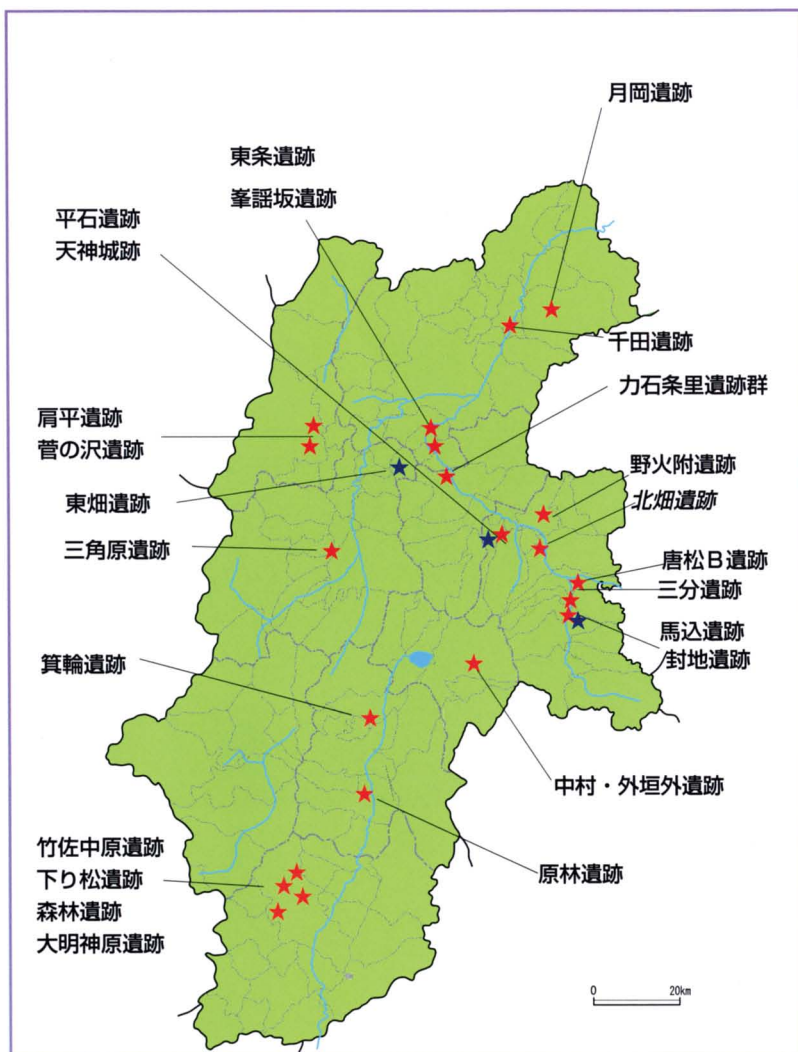 月岡遺跡
東条遺跡
峯謡坂遺跡
平石遺跡
天神城跡
千田遺跡
力石条里遺跡群
肩平遺跡
菅の沢遺跡
野火附遺跡
北畑遺跡
東畑遺跡
三角原遺跡
唐松B遺跡
三分遺跡
馬込遺跡
封地遺跡
箕輪遺跡
中村・外垣外遺跡
竹佐中原遺跡
下り松遺跡
森林遺跡
大明神原遺跡
原林遺跡
0 20km